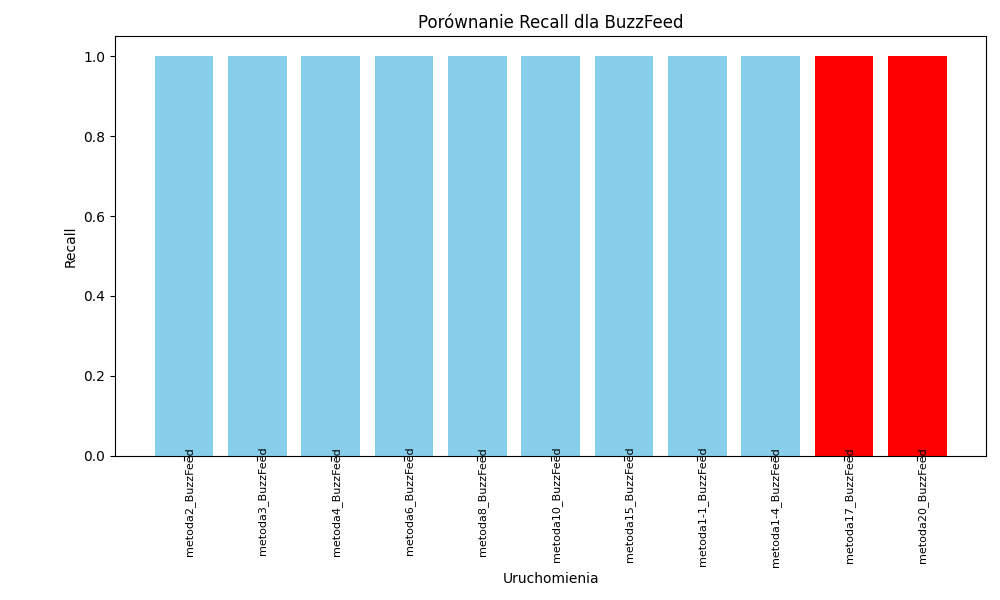 Porównanie Recall dla BuzzFeed
Recall
1.0
0.8
0.6
0.4
0.2
0.0
metoda2_BuzzFeed
metoda3_BuzzFeed
metoda4_BuzzFeed
metoda6_BuzzFeed
metoda8_BuzzFeed
metoda10_BuzzFeed
metoda15_BuzzFeed
metoda1-1_BuzzFeed
metoda1-4_BuzzFeed
metoda17_BuzzFeed
metoda20_BuzzFeed
Uruchomienia